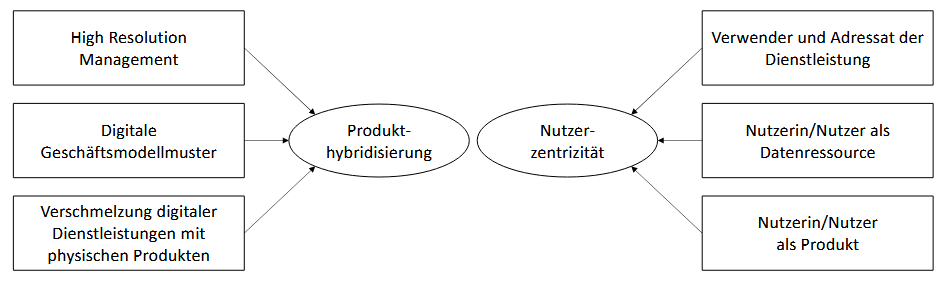 High Resolution
Management
Digitale
Geschäftsmodellmuster
Verschmelzung digitaler
Dienstleistungen mit
physischen Produkten
Produkt-
hybridisierung
Nutzer-
zentrizität
Verwender und Adressat der
Dienstleistung
Nutzerin/Nutzer als
Datenressource
Nutzerin/Nutzer
als Produkt